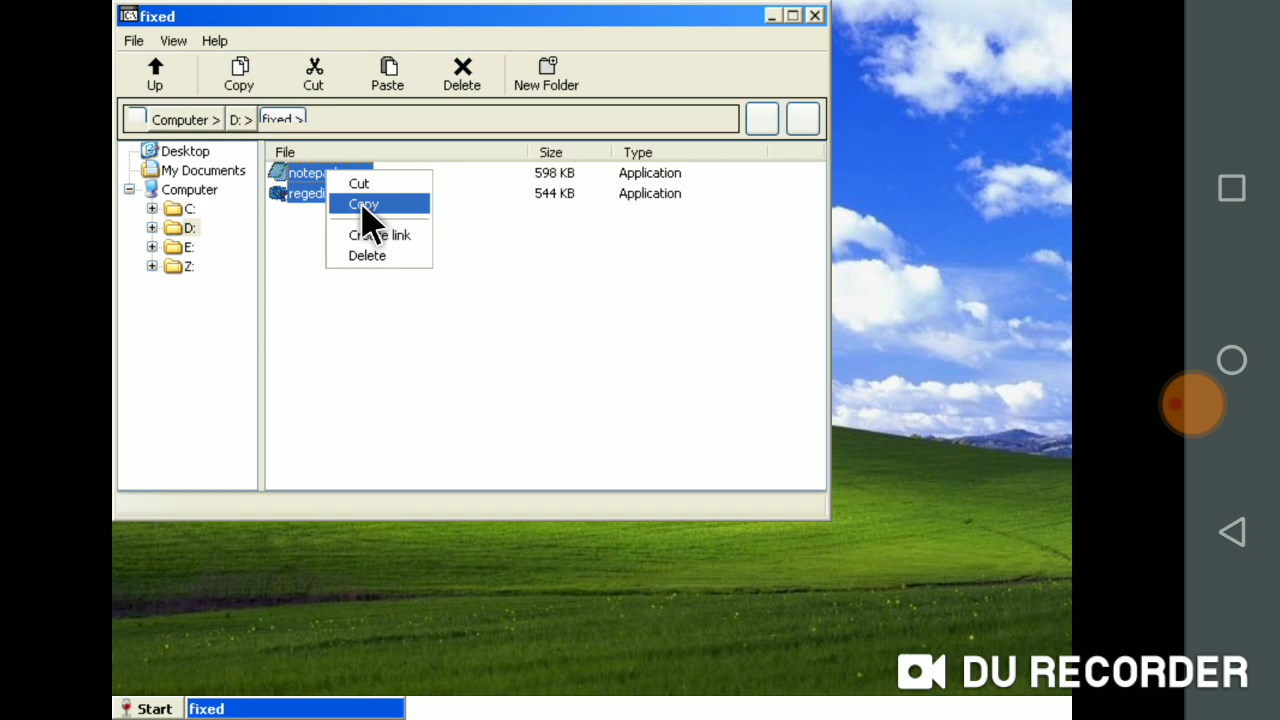 fixed
File View Help
Up Copy Cut Paste Delete New Folder
Computer > D: > fixed >
Desktop
My Documents
Computer
C:
D:
E:
Z:
File Size Type
598 KB Application
544 KB Application
Cut
Copy
link
Delete
DU RECORDER
Start fixed